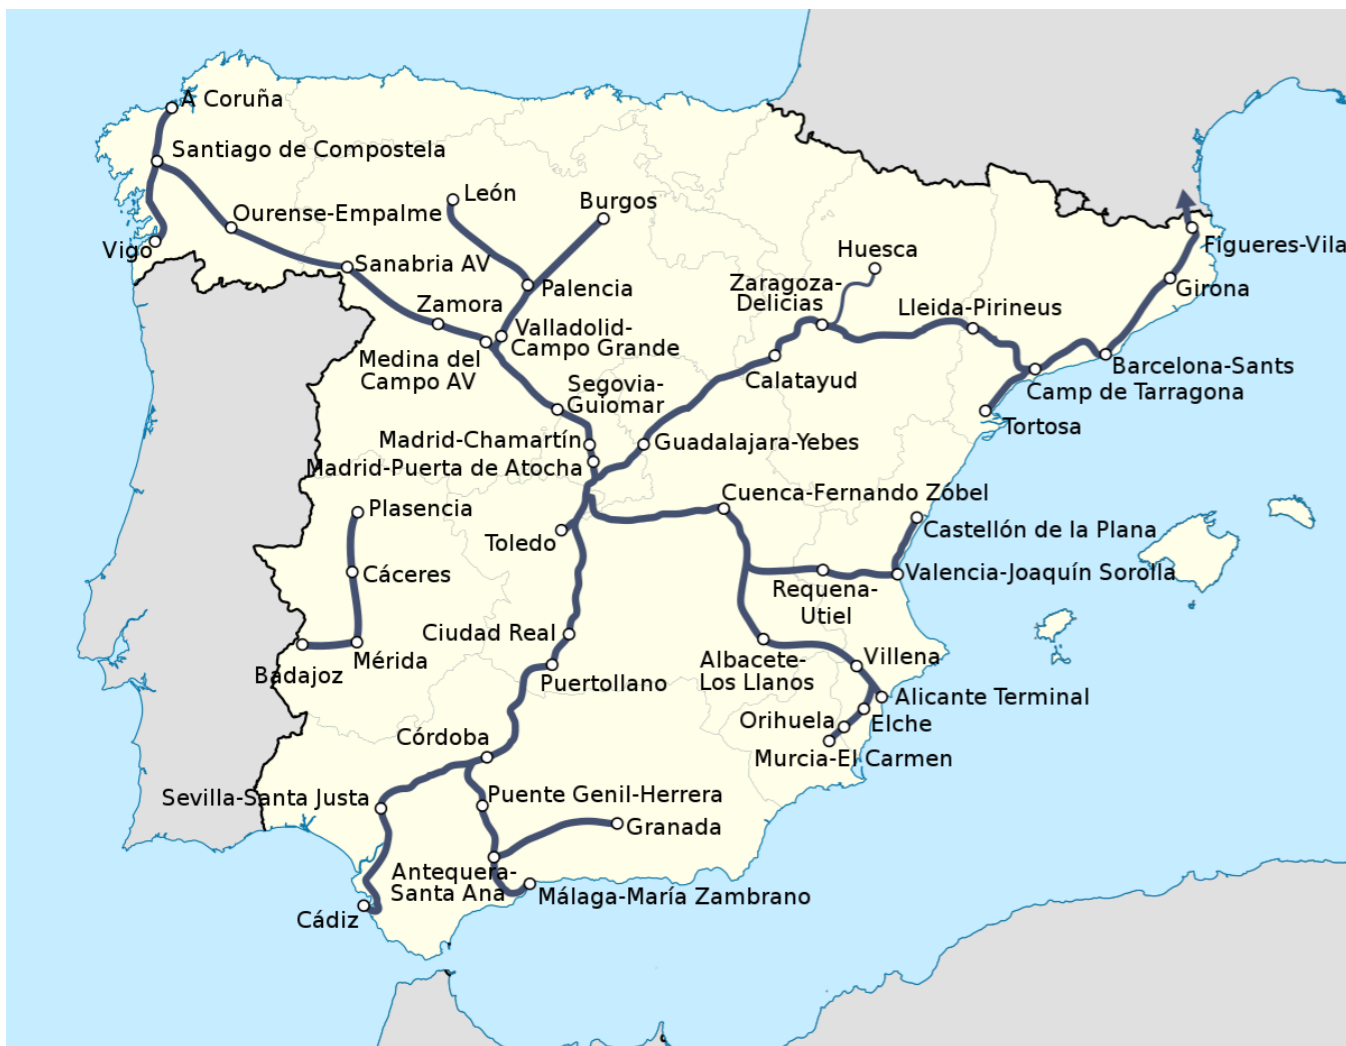 A Coruña
Santiago de Compostela
León
Burgos
Ourense-Empalme
Vigo
Sanabria AV
Huesca
Figueres-Vila
Zaragoza-
Delicias
Palencia
Girona
Zamora
Lleida-Pirineus
Valladolid-
Campo Grande
Medina del
Campo AV
Barcelona-Sants
Calatayud
Segovia-
Guiomar
Camp de Tarragona
Tortosa
Madrid-Chamartín
Guadalajara-Yebes
Madrid-Puerta de Atocha
Cuenca-Fernando Zóbel
Plasencia
Castellón de la Plana
Toledo
Cáceres
Valencia-Joaquín Sorolla
Requena-
Utiel
Ciudad Real
Mérida
Badajoz
Villena
Albacete-
Los Llanos
Puertollano
Alicante Terminal
Orihuela
Elche
Córdoba
Murcia-El Carmen
Sevilla-Santa Justa
Puente Genil-Herrera
Granada
Antequera-
Santa Ana
Málaga-María Zambrano
Cádiz